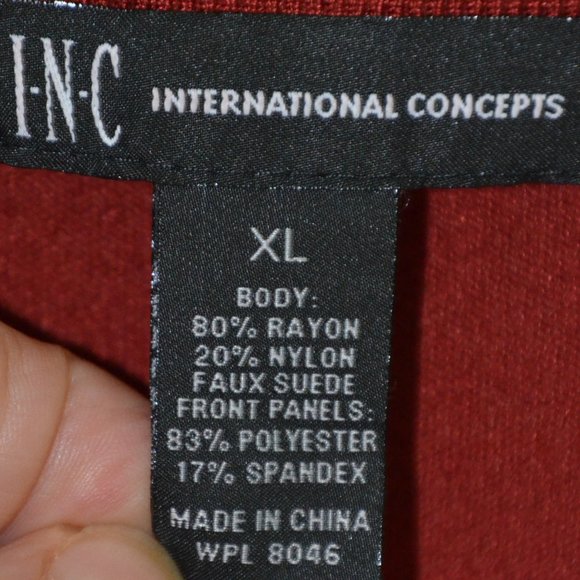 I·N·C INTERNATIONAL CONCEPTS
XL
BODY:
80% RAYON
20% NYLON
FAUX SUEDE
FRONT PANELS:
83% POLYESTER
17% SPANDEX
MADE IN CHINA
WPL 8046